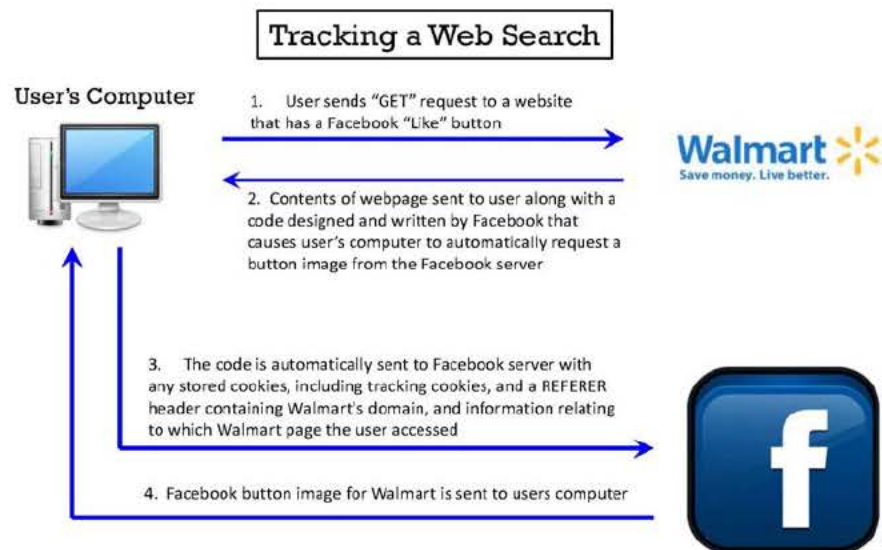 Tracking a Web Search
User's Computer
1. User sends "GET" request to a website
that has a Facebook "Like" button
Walmart
Save money. Live better.
2. Contents of webpage sent to user along with a
code designed and written by Facebook that
causes user's computer to automatically request a
button image from the Facebook server
3. The code is automatically sent to Facebook server with
any stored cookies, including tracking cookies, and a REFERER
header containing Walmart's domain, and information relating
to which Walmart page the user accessed
f
4. Facebook button image for Walmart is sent to users computer